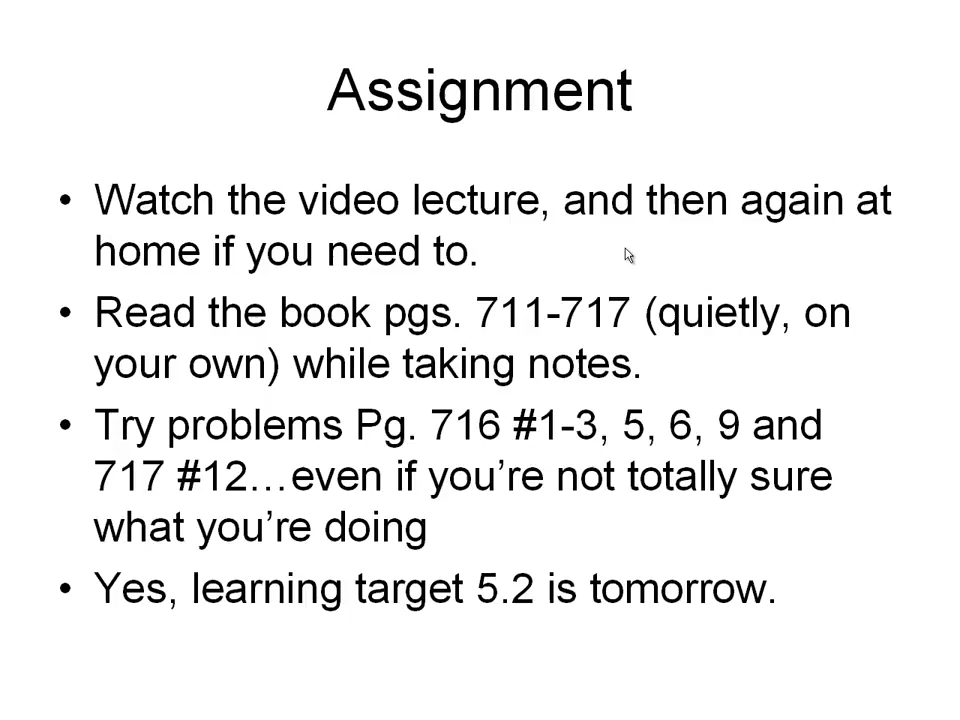 Assignment
• Watch the video lecture, and then again at
home if you need to.
• Read the book pgs. 711-717 (quietly, on
your own) while taking notes.
• Try problems Pg. 716 #1-3, 5, 6, 9 and
717 #12…even if you’re not totally sure
what you’re doing
• Yes, learning target 5.2 is tomorrow.